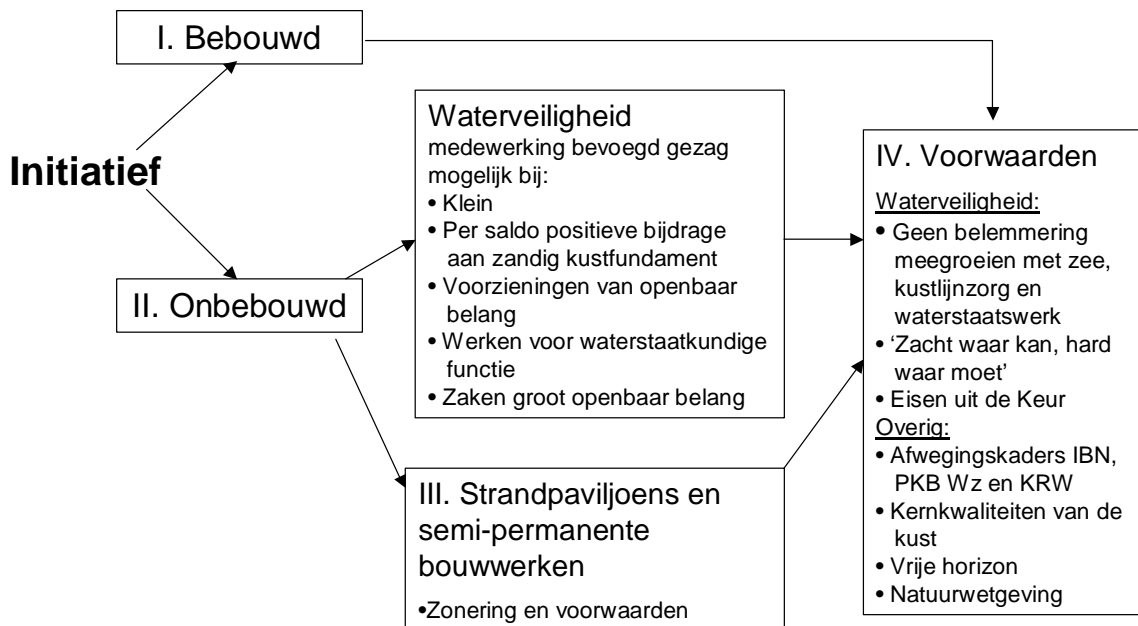 I. Bebouwd
Initiatief
II. Onbebouwd
Waterveiligheid
medewerking bevoegd gezag
mogelijk bij:
• Klein
• Per saldo positieve bijdrage
aan zandig kustfundament
• Voorzieningen van openbaar
belang
• Werken voor waterstaatkundige
functie
• Zaken groot openbaar belang
III. Strandpaviljoens en
semi-permanente
bouwwerken
•Zonering en voorwaarden
IV. Voorwaarden
Waterveiligheid:
• Geen belemmering
meegroeien met zee,
kustlijnzorg en
waterstaatswerk
• ‘Zacht waar kan, hard
waar moet’
• Eisen uit de Keur
Overig:
• Afwegingskaders IBN,
PKB Wz en KRW
• Kernkwaliteiten van de
kust
• Vrije horizon
• Natuurwetgeving